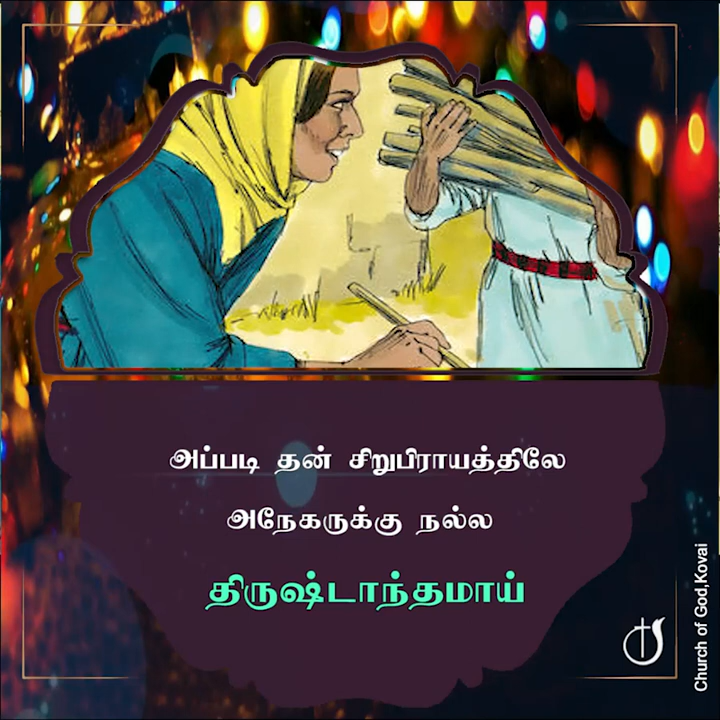 அப்படி தன் சிறுபிராயத்திலே
அநேகருக்கு நல்ல
திருஷ்டாந்தமாய்
Church of God,Kovai